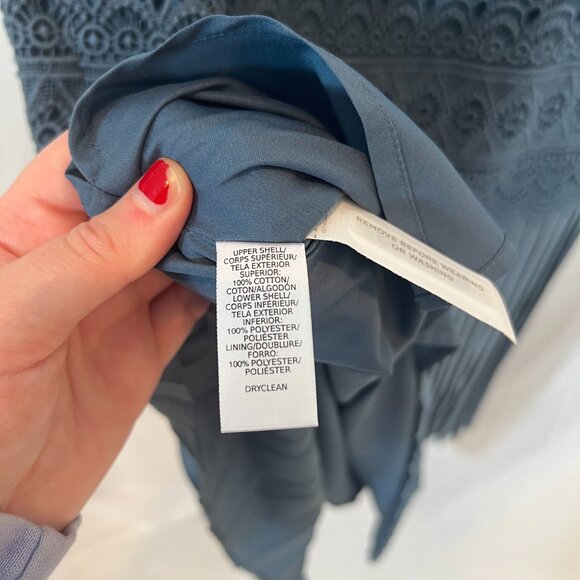 UPPER SHELL/
CORPS SUPÉRIEUR/
TELA EXTERIOR
SUPERIOR:
100% COTTON/
COTON/ALGODÓN
LOWER SHELL/
CORPS INFÉRIEUR/
TELA EXTERIOR
INFERIOR:
100% POLYESTER/
POLIÉSTER
LINING/DOUBLURE/
FORRO:
100% POLYESTER/
POLIÉSTER
DRYCLEAN
REMOVE BEFORE WEARING
OR WASHING